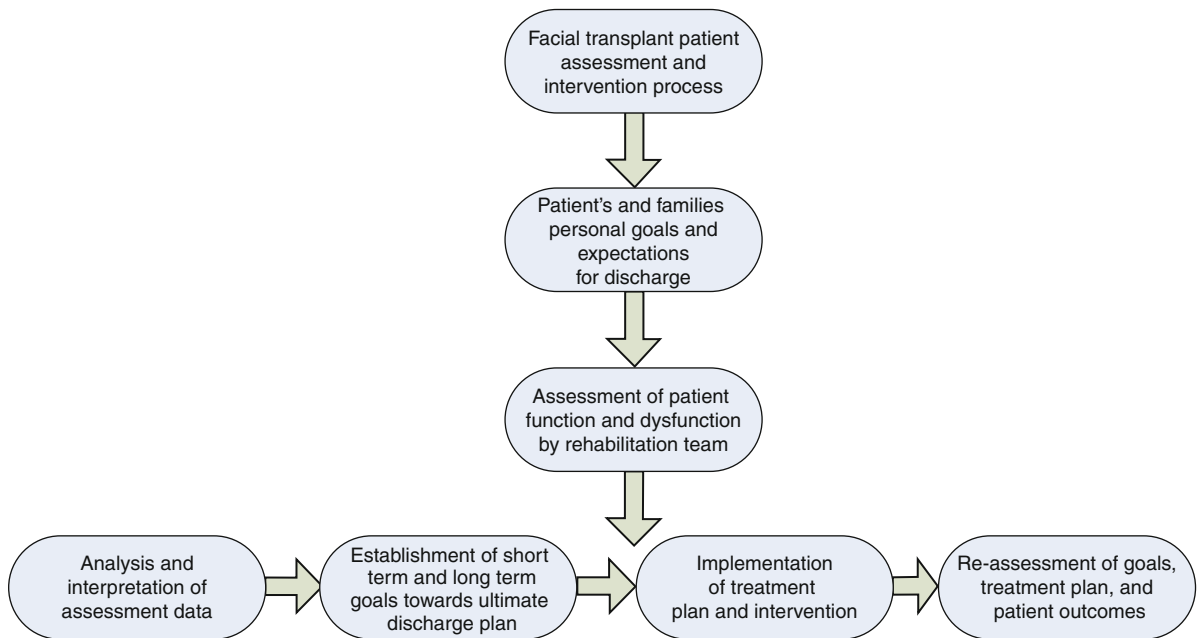 Facial transplant patient
assessment and
intervention process
Patient's and families
personal goals and
expectations
for discharge
Assessment of patient
function and dysfunction
by rehabilitation team
Analysis and
interpretation of
assessment data
Establishment of short
term and long term
goals towards ultimate
discharge plan
Implementation
of treatment
plan and intervention
Re-assessment of goals,
treatment plan, and
patient outcomes